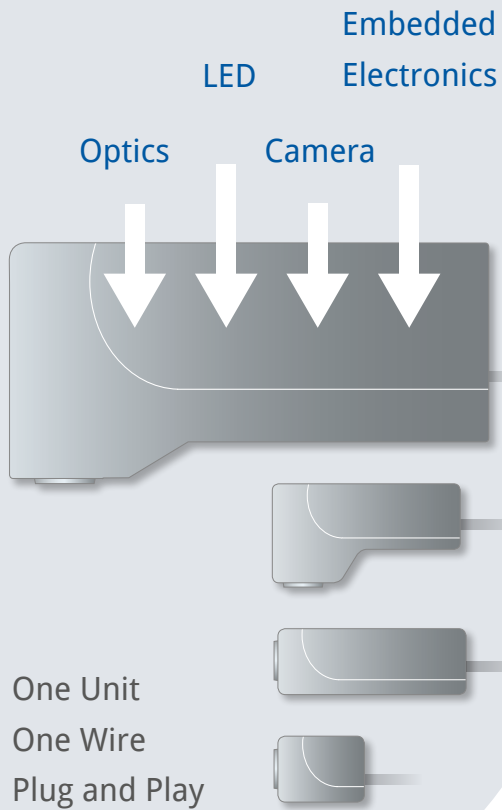 Embedded
Electronics
LED
Optics
Camera
One Unit
One Wire
Plug and Play